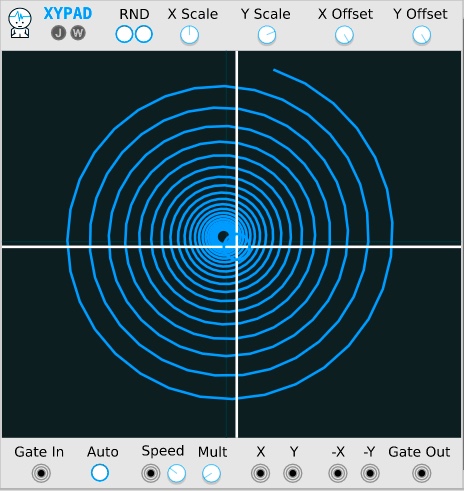 XYPAD
J W
RND
X Scale
Y Scale
X Offset
Y Offset
Gate In
Auto
Speed
Mult
X
Y
-X
-Y
Gate Out